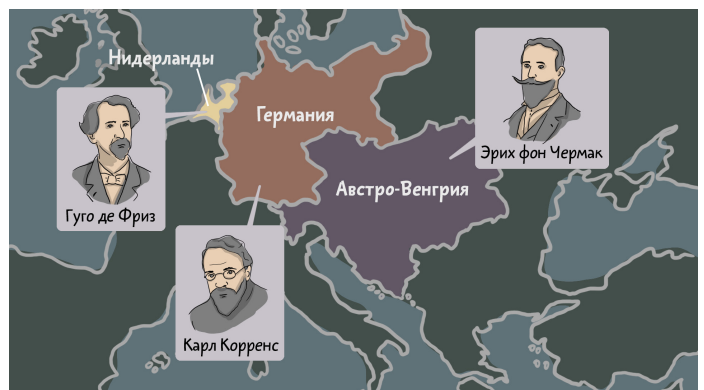 Нидерланды
Германия
Эрих фон Чермак
Австро-Венгрия
Гуго де Фриз
Карл Корренс